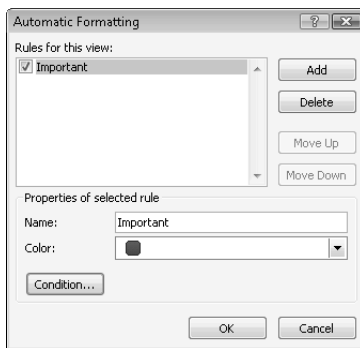 Automatic Formatting
Rules for this view:
Important
Add
Delete
Move Up
Move Down
Properties of selected rule
Name: Important
Color:
Condition...
OK Cancel